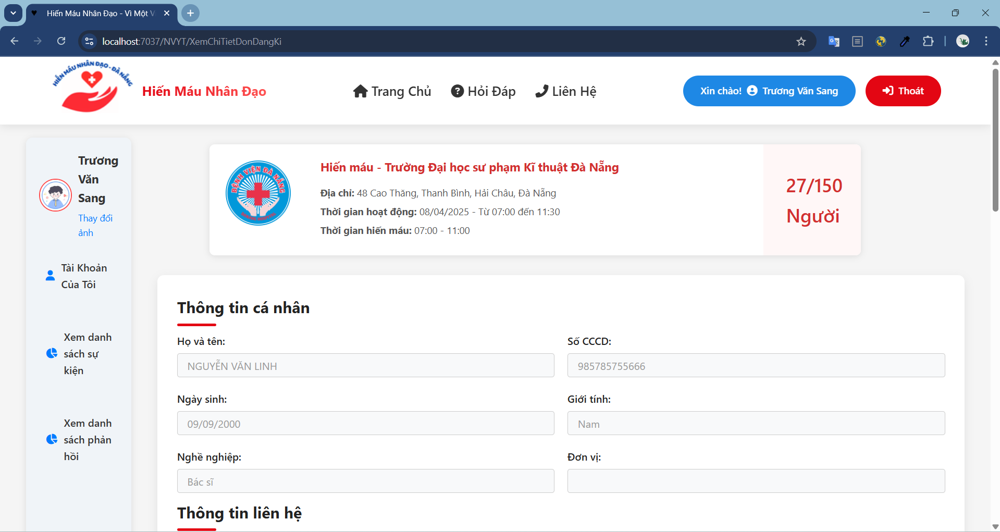 Hiến Máu Nhân Đạo - Vì Một V
localhost:7037/NVYT/XemChiTietDonDangKi
HIẾN MÁU NHÂN ĐẠO - ĐÀ NẴNG
Hiến Máu Nhân Đạo
Trang Chủ
Hỏi Đáp
Liên Hệ
Xin chào! Trương Văn Sang
Thoát
Trương
Văn
Sang
Thay đổi
ảnh
Tài Khoản
Của Tôi
Xem danh
sách sự
kiện
Xem danh
sách phản
hồi
BỆNH VIỆN ĐÀ NẴNG
Hiến máu - Trường Đại học sư phạm Kĩ thuật Đà Nẵng
Địa chỉ: 48 Cao Thăng, Thanh Bình, Hải Châu, Đà Nẵng
Thời gian hoạt động: 08/04/2025 - Từ 07:00 đến 11:30
Thời gian hiến máu: 07:00 - 11:00
27/150
Người
Thông tin cá nhân
Họ và tên:
NGUYỄN VĂN LINH
Số CCCD:
985785755666
Ngày sinh:
09/09/2000
Giới tính:
Nam
Nghề nghiệp:
Bác sĩ
Đơn vị:
Thông tin liên hệ